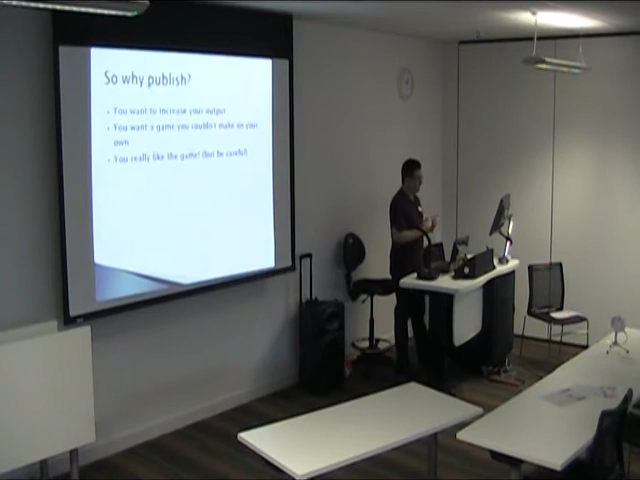 So why publish?
• You want to increase your output
• You want a game you couldn't make on your
own
• You really like the game! (but be careful)